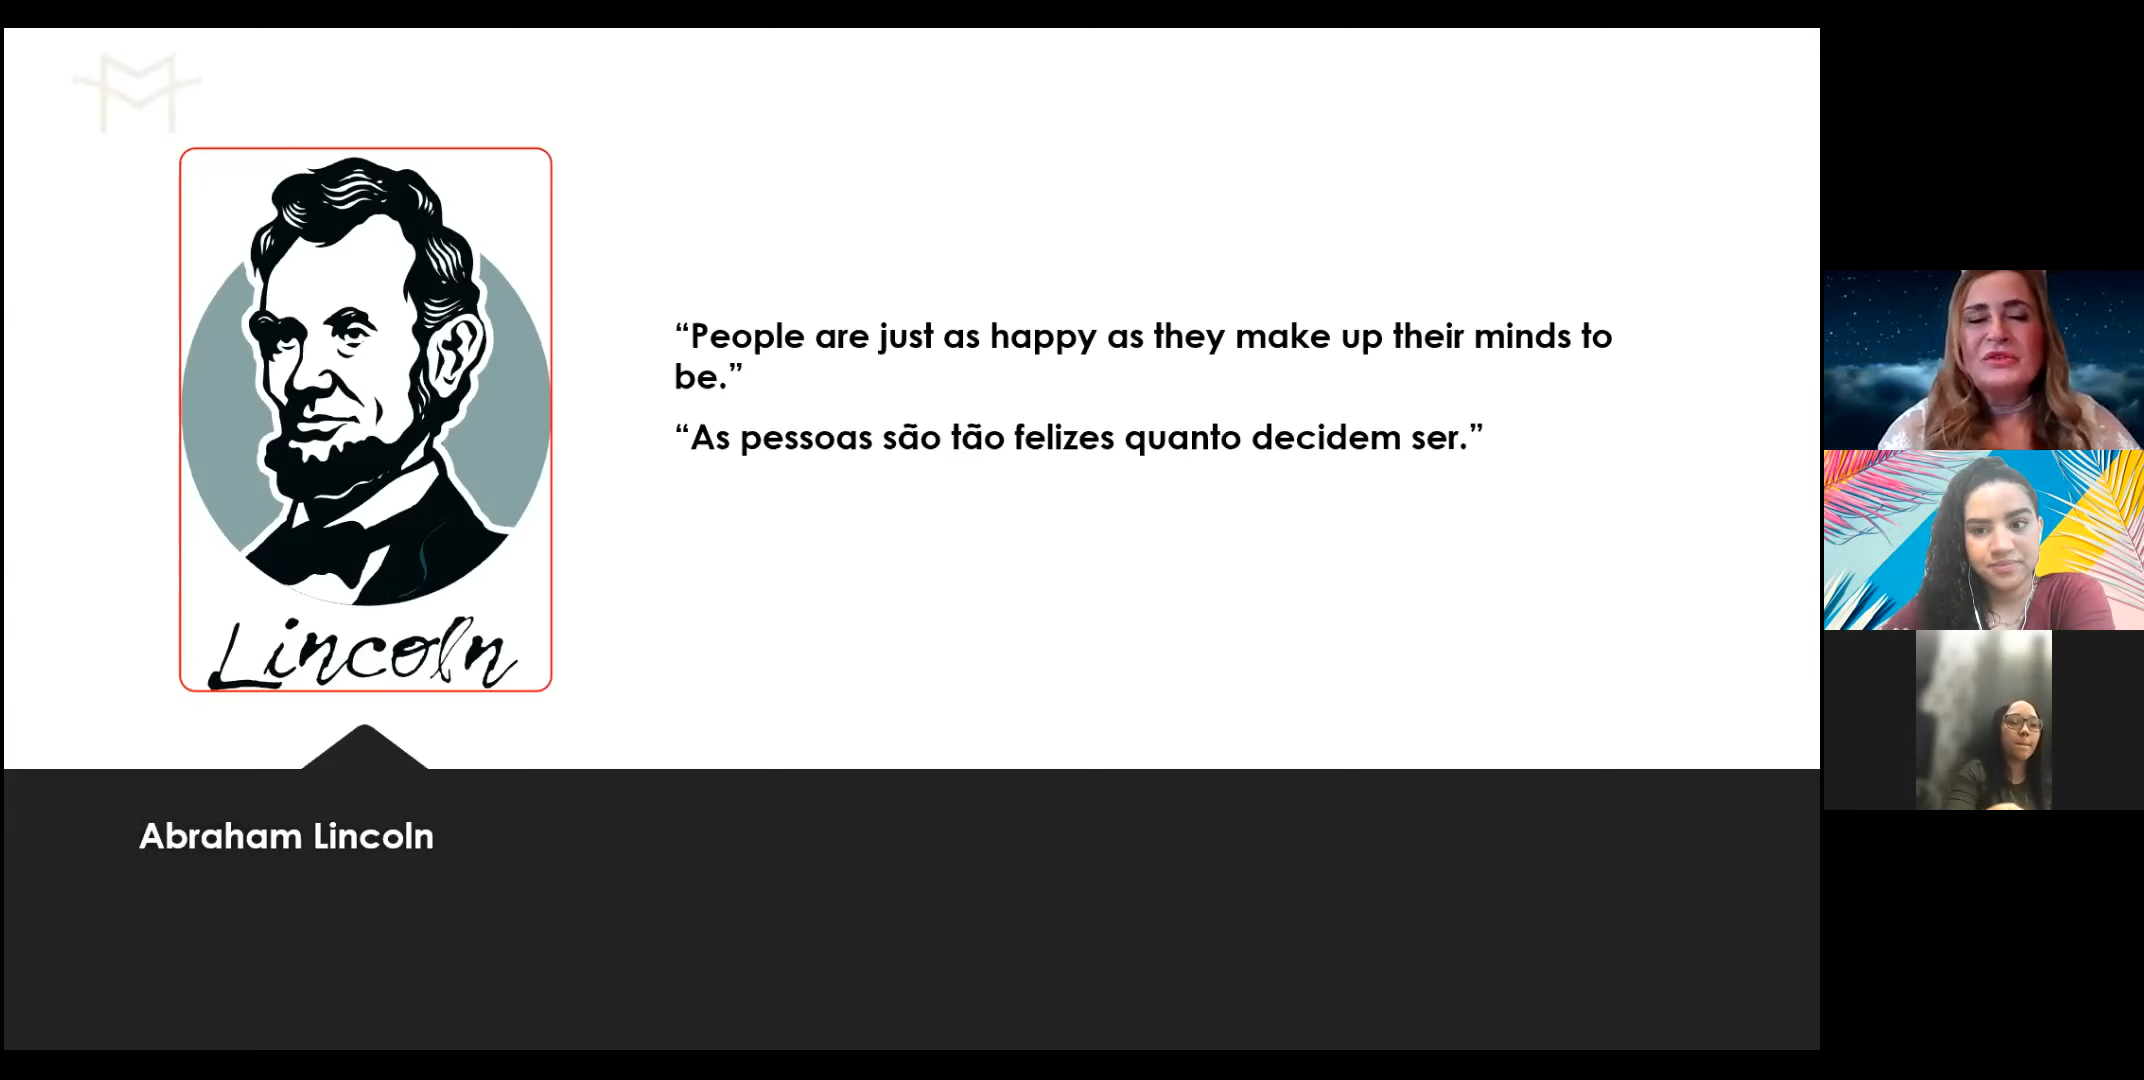 “People are just as happy as they make up their minds to
be.”
“As pessoas são tão felizes quanto decidem ser.”
Lincoln
Abraham Lincoln